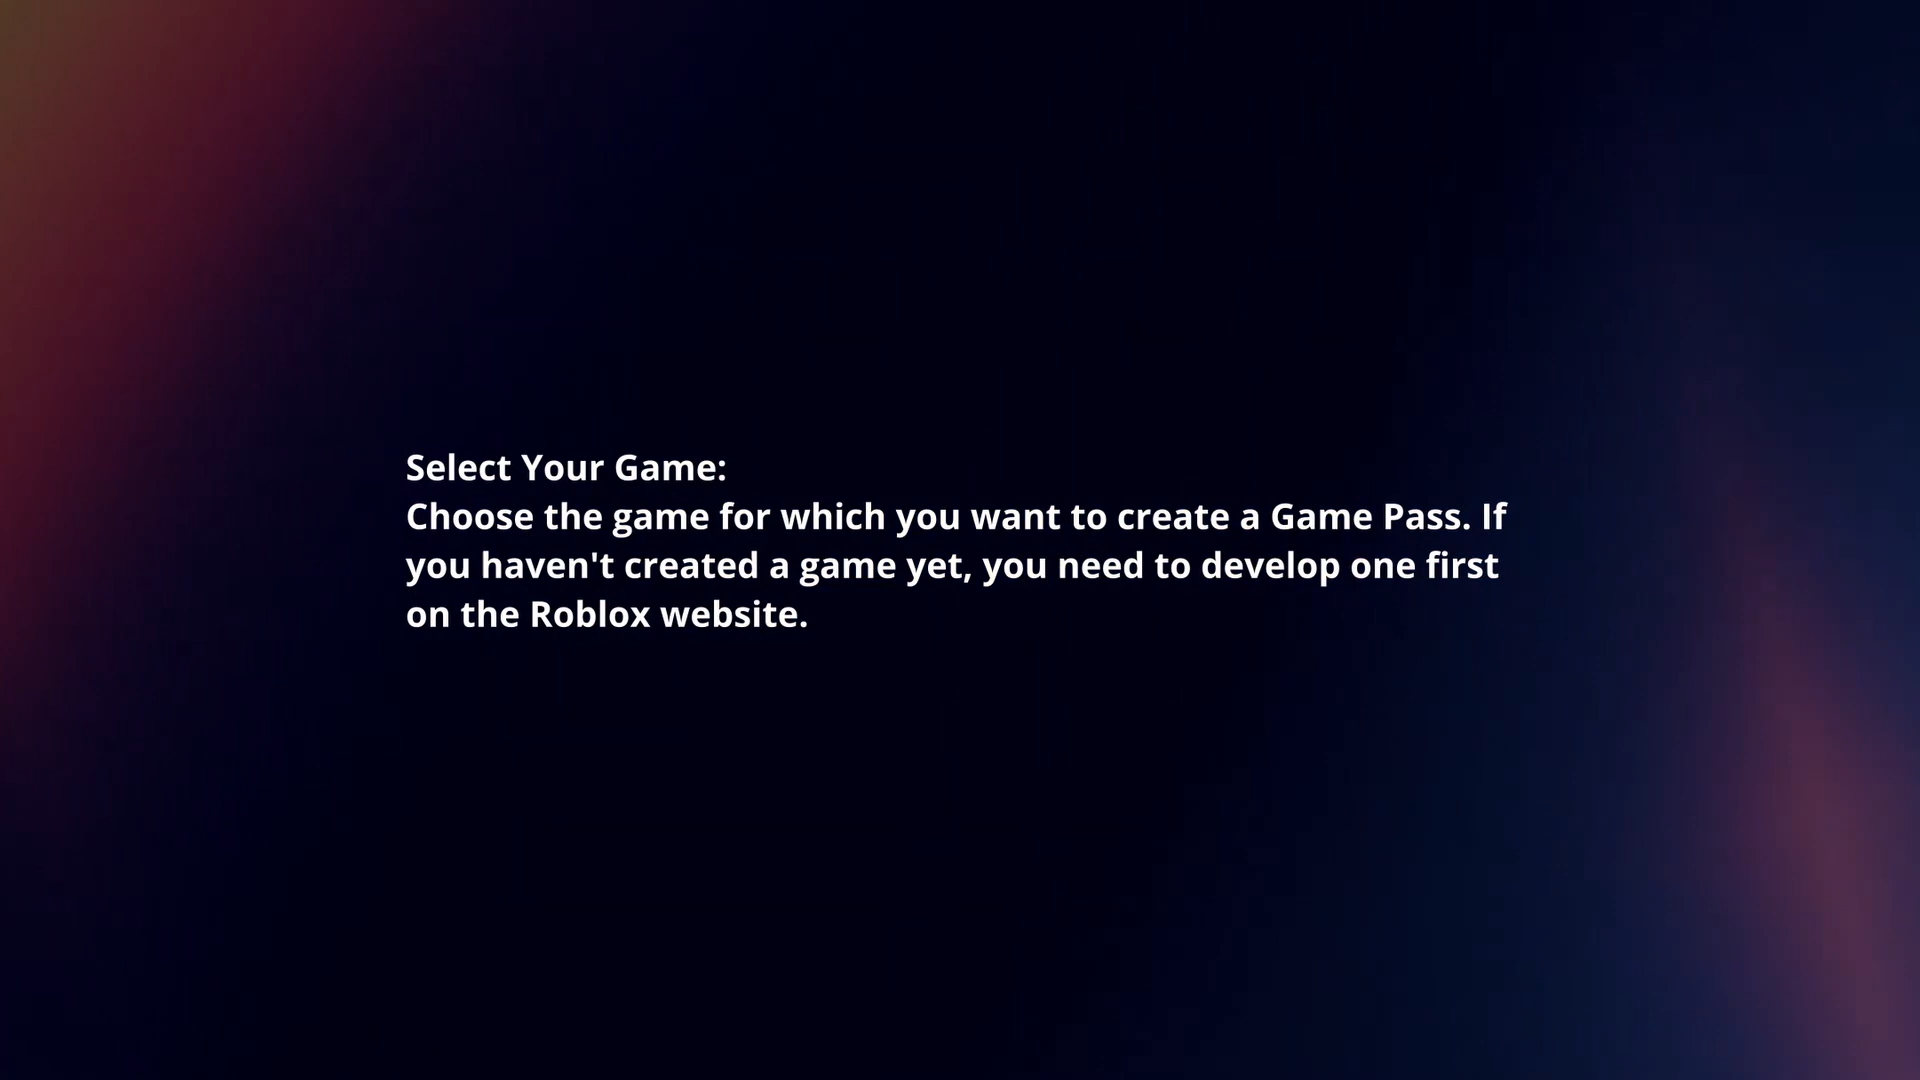 Select Your Game:
Choose the game for which you want to create a Game Pass. If
you haven't created a game yet, you need to develop one first
on the Roblox website.